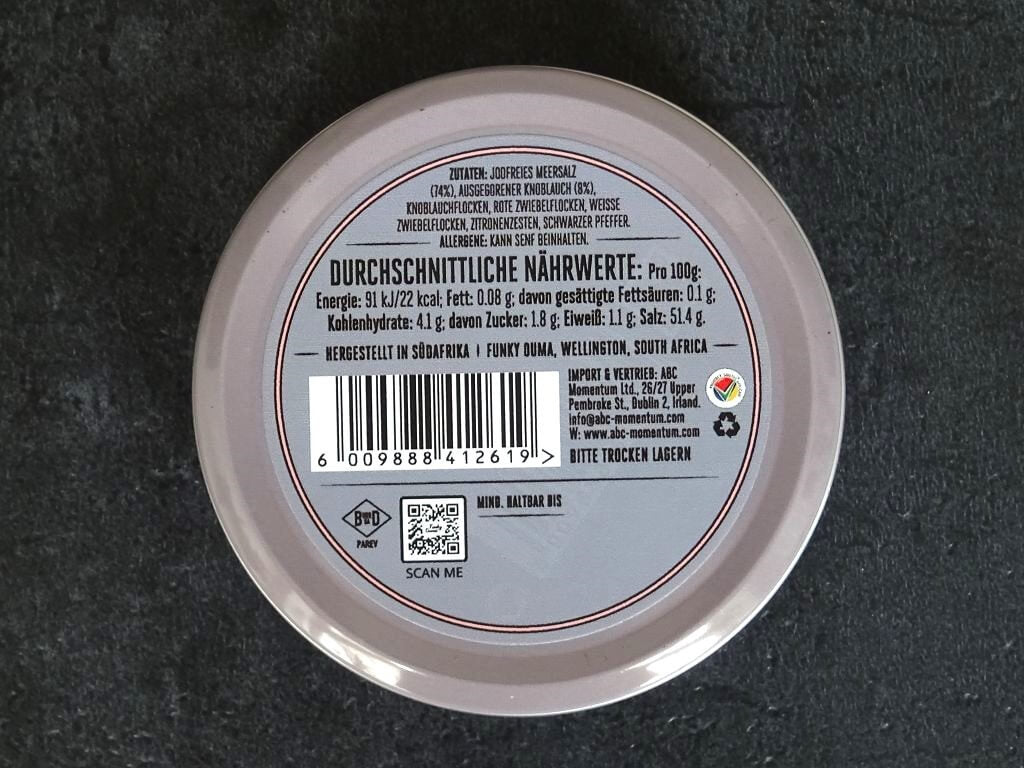 ZUTATEN: JODFREIES MEERSALZ
(74%), AUSGEGORENER KNOBLAUCH (8%),
KNOBLAUCHFLOCKEN, ROTE ZWIEBELFLOCKEN, WEISSE
ZWIEBELFLOCKEN, ZITRONENZESTEN, SCHWARZER PFEFFER.
ALLERGENE: KANN SENF BEINHALTEN.
DURCHSCHNITTLICHE NÄHRWERTE: Pro 100g:
Energie: 91 kJ/22 kcal; Fett: 0.08 g; davon gesättigte Fettsäuren: 0.1 g;
Kohlenhydrate: 4.1 g; davon Zucker: 1.8 g; Eiweiß: 1.1 g; Salz: 51.4 g.
HERGESTELLT IN SÜDAFRIKA | FUNKY OUMA, WELLINGTON, SOUTH AFRICA
IMPORT & VERTRIEB: ABC
Momentum Ltd., 26/27 Upper
Pembroke St., Dublin 2, Irland.
info@abc-momentum.com
W: www.abc-momentum.com
BITTE TROCKEN LAGERN
6 009888 412619 >
MIND. HALTBAR BIS
B D
PAREV
SCAN ME